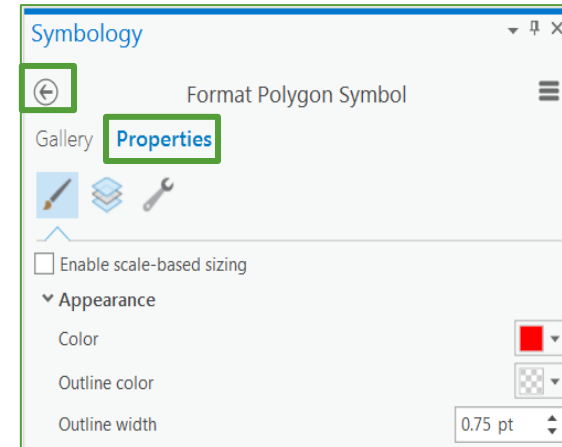 Symbology
Format Polygon Symbol
Gallery Properties
Enable scale-based sizing
Appearance
Color
Outline color
Outline width 0.75 pt